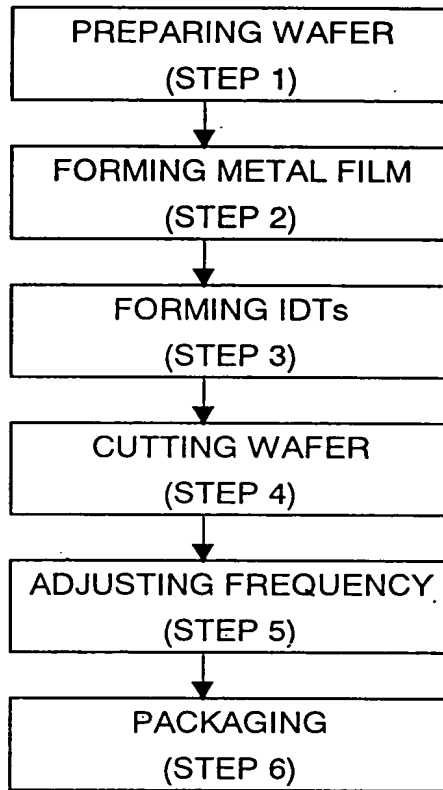 PREPARING WAFER
(STEP 1)
FORMING METAL FILM
(STEP 2)
FORMING IDTs
(STEP 3)
CUTTING WAFER
(STEP 4)
ADJUSTING FREQUENCY
(STEP 5)
PACKAGING
(STEP 6)